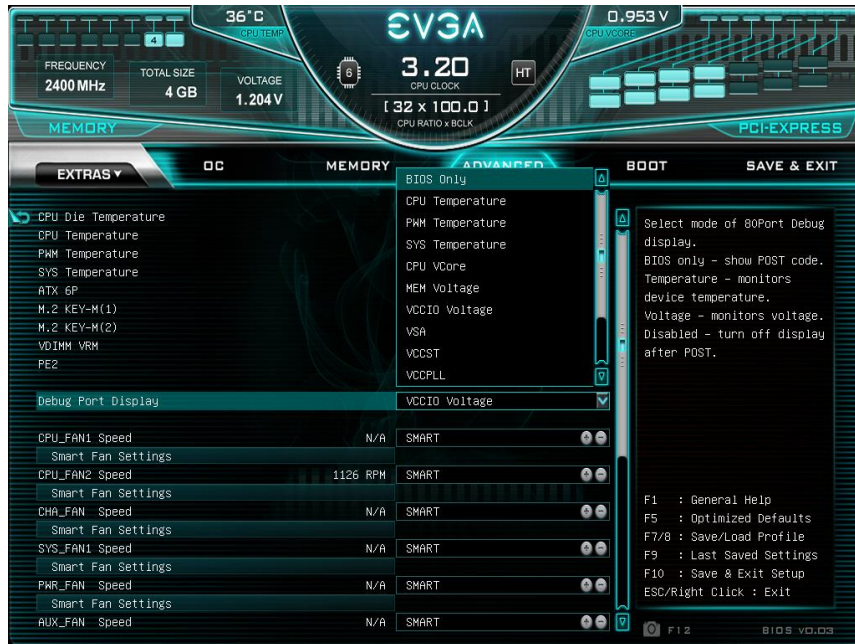 36°C
CPU TEMP
EVGA
0.953 V
CPU VCORE
4
FREQUENCY
2400 MHz
TOTAL SIZE
4 GB
VOLTAGE
1.204 V
6
3.20
CPU CLOCK
HT
[ 32 x 100.0 ]
CPU RATIO x BCLK
MEMORY
PCI-EXPRESS
EXTRAS
OC
MEMORY
ADVANCED
BOOT
SAVE & EXIT
BIOS Only
CPU Temperature
PWM Temperature
SYS Temperature
CPU VCore
MEM Voltage
VCCIO Voltage
VSA
VCCST
VCCPLL
CPU Die Temperature
CPU Temperature
PWM Temperature
SYS Temperature
ATX 6P
M.2 KEY-M(1)
M.2 KEY-M(2)
VDIMM VRM
PE2
Debug Port Display VCCIO Voltage
CPU_FAN1 Speed N/A SMART
Smart Fan Settings
CPU_FAN2 Speed 1126 RPM SMART
Smart Fan Settings
CHA_FAN Speed N/A SMART
Smart Fan Settings
SYS_FAN1 Speed N/A SMART
Smart Fan Settings
PWR_FAN Speed N/A SMART
Smart Fan Settings
AUX_FAN Speed N/A SMART
Select mode of 80Port Debug
display.
BIOS only - show POST code.
Temperature - monitors
device temperature.
Voltage - monitors voltage.
Disabled - turn off display
after POST.
F1 : General Help
F5 : Optimized Defaults
F7/8 : Save/Load Profile
F9 : Last Saved Settings
F10 : Save & Exit Setup
ESC/Right Click : Exit
F12
BIOS V0.03